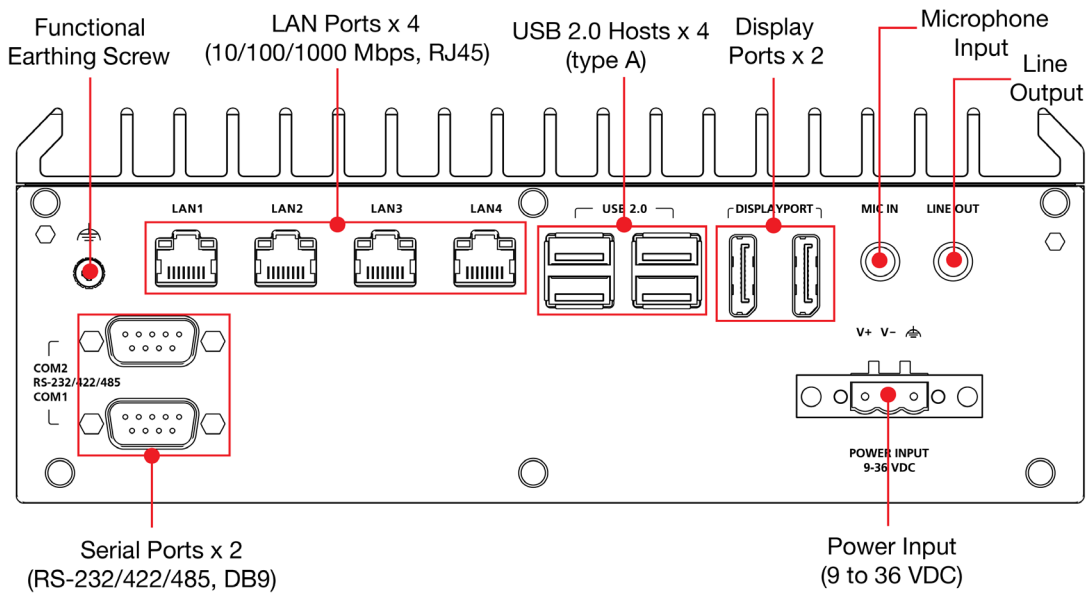 Functional
Earthing Screw
LAN Ports x 4
(10/100/1000 Mbps, RJ45)
USB 2.0 Hosts x 4
(type A)
Display
Ports x 2
Microphone
Input
Line
Output
LAN1
LAN2
LAN3
LAN4
USB 2.0
DISPLAYPORT
MIC IN
LINE OUT
V+ V-
COM2
RS-232/422/485
COM1
POWER INPUT
9-36 VDC
Serial Ports x 2
(RS-232/422/485, DB9)
Power Input
(9 to 36 VDC)